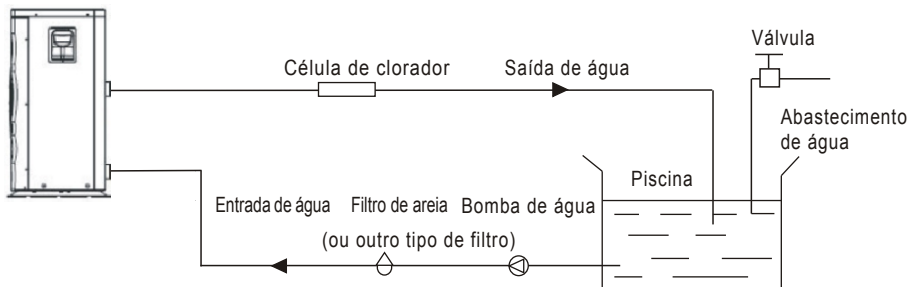 Válvula
Célula de clorador
Saída de água
Abastecimento
de água
Piscina
Entrada de água
Filtro de areia
Bomba de água
(ou outro tipo de filtro)